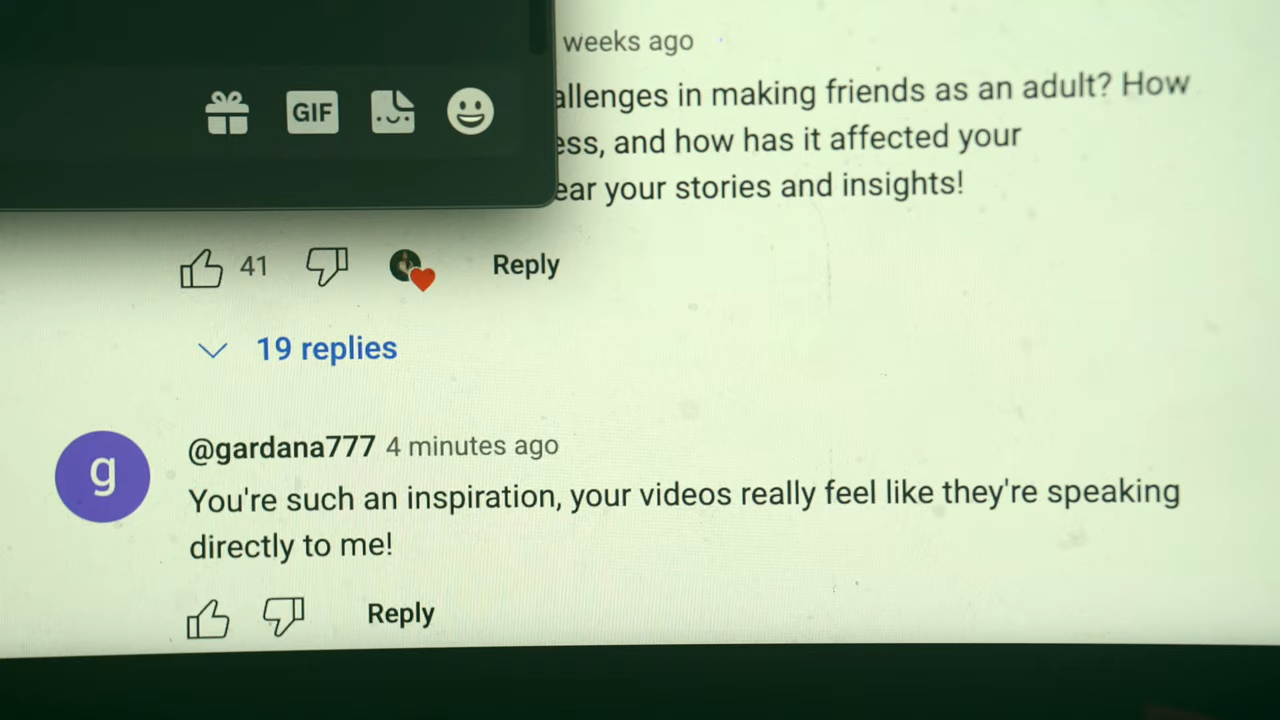 weeks ago
allenges in making friends as an adult? How
ess, and how has it affected your
ear your stories and insights!
GIF
41
Reply
19 replies
g
@gardana777 4 minutes ago
You're such an inspiration, your videos really feel like they're speaking
directly to me!
Reply